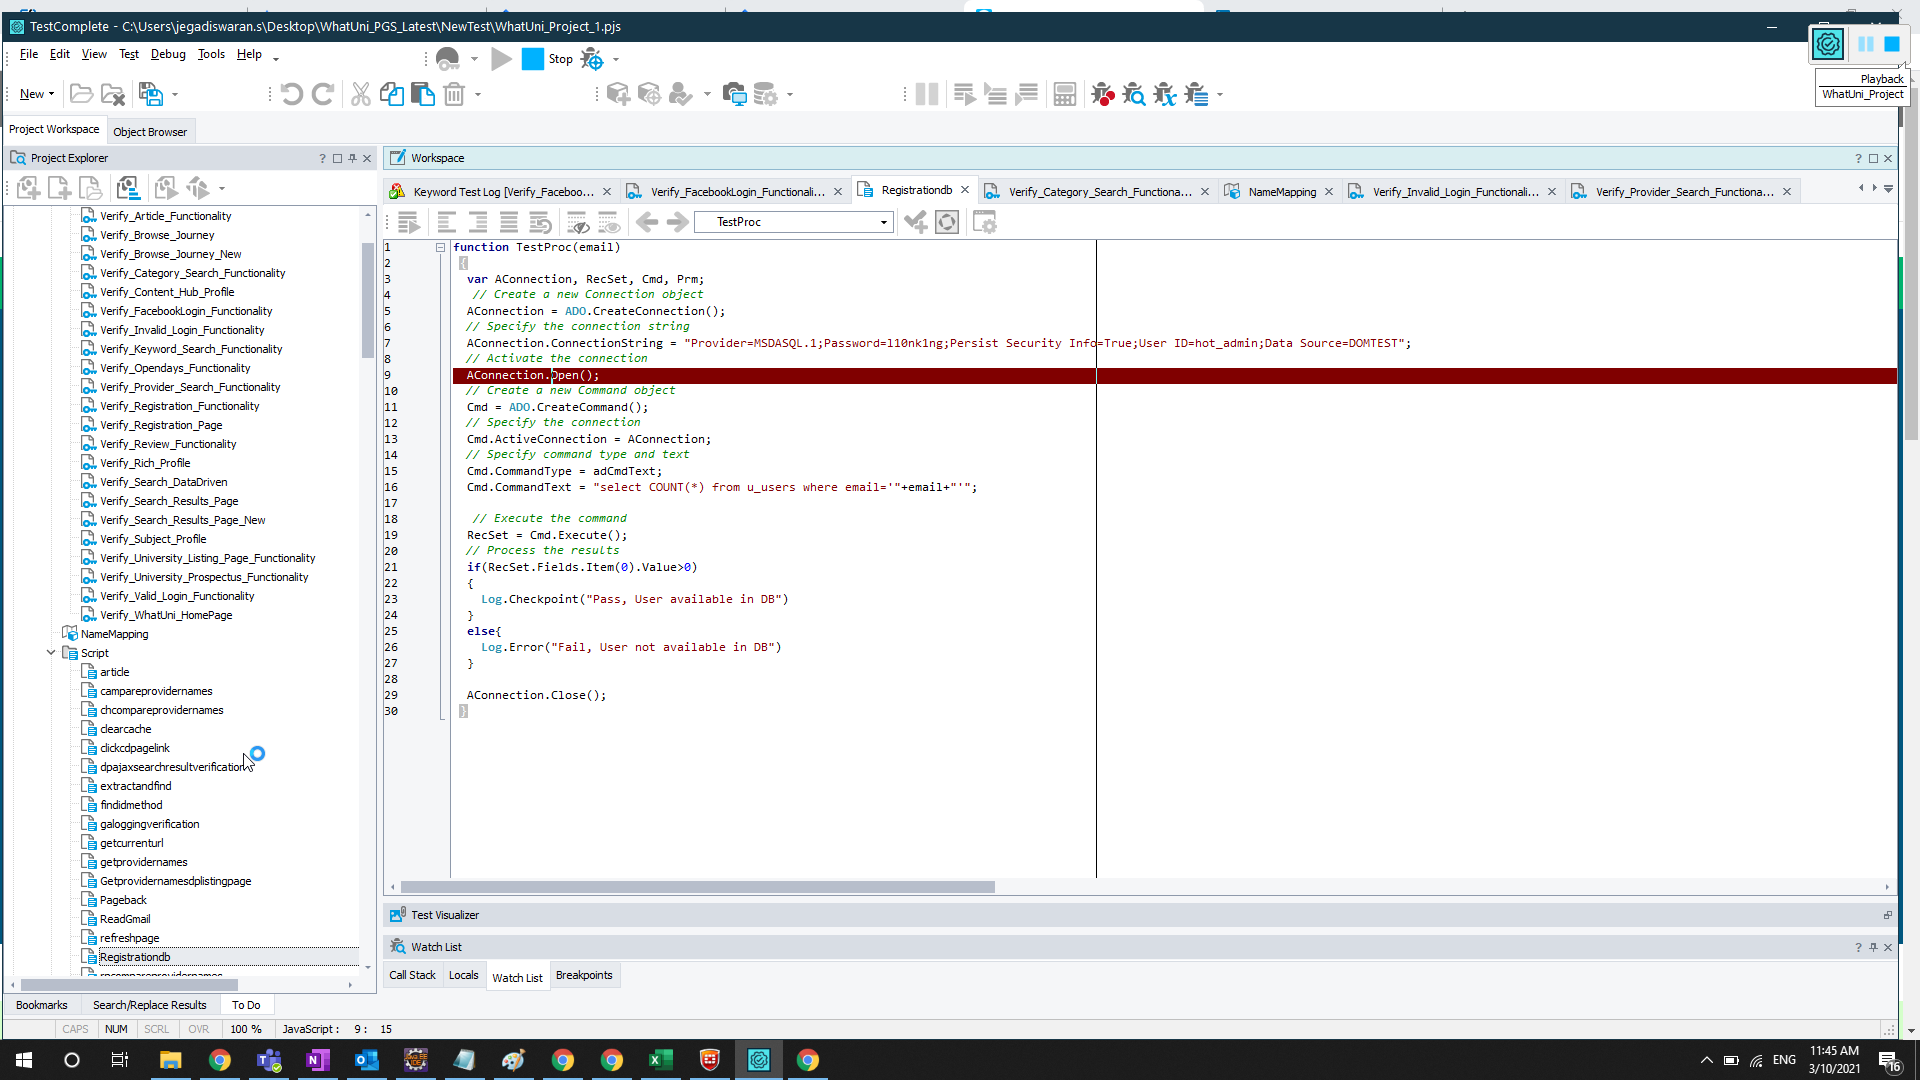 TestComplete - C:\Users\jegadiswaran.s\Desktop\WhatUni_PGS_Latest\NewTest\WhatUni_Project_1.pjs
File Edit View Test Debug Tools Help
Stop
Playback
WhatUni_Project
New
Project Workspace
Object Browser
Project Explorer
Workspace
Keyword Test Log [Verify_Faceboo...
Verify_FacebookLogin_Functionali...
Registrationdb
Verify_Category_Search_Functiona...
NameMapping
Verify_Invalid_Login_Functionali...
Verify_Provider_Search_Functiona...
TestProc
Verify_Article_Functionality
Verify_Browse_Journey
Verify_Browse_Journey_New
Verify_Category_Search_Functionality
Verify_Content_Hub_Profile
Verify_FacebookLogin_Functionality
Verify_Invalid_Login_Functionality
Verify_Keyword_Search_Functionality
Verify_Opendays_Functionality
Verify_Provider_Search_Functionality
Verify_Registration_Functionality
Verify_Registration_Page
Verify_Review_Functionality
Verify_Rich_Profile
Verify_Search_DataDriven
Verify_Search_Results_Page
Verify_Search_Results_Page_New
Verify_Subject_Profile
Verify_University_Listing_Page_Functionality
Verify_University_Prospectus_Functionality
Verify_Valid_Login_Functionality
Verify_WhatUni_HomePage
NameMapping
Script
article
campareprovidernames
chcompareprovidernames
clearcache
clickcdpagelink
dpajaxsearchresultverification
extractandfind
findidmethod
galoggingverification
getcurrenturl
getprovidernames
Getprovidernamesdplistingpage
Pageback
ReadGmail
refreshpage
Registrationdb
rpcompareprovidernames
1 function TestProc(email)
2 {
3 var AConnection, RecSet, Cmd, Prm;
4 // Create a new Connection object
5 AConnection = ADO.CreateConnection();
6 // Specify the connection string
7 AConnection.ConnectionString = "Provider=MSDASQL.1;Password=l10nk1ng;Persist Security Info=True;User ID=hot_admin;Data Source=DOMTEST";
8 // Activate the connection
9 AConnection.Open();
10 // Create a new Command object
11 Cmd = ADO.CreateCommand();
12 // Specify the connection
13 Cmd.ActiveConnection = AConnection;
14 // Specify command type and text
15 Cmd.CommandType = adCmdText;
16 Cmd.CommandText = "select COUNT(*) from u_users where email='"+email+"'";
17
18 // Execute the command
19 RecSet = Cmd.Execute();
20 // Process the results
21 if(RecSet.Fields.Item(0).Value>0)
22 {
23 Log.Checkpoint("Pass, User available in DB")
24 }
25 else{
26 Log.Error("Fail, User not available in DB")
27 }
28
29 AConnection.Close();
30 }
Test Visualizer
Watch List
Call Stack Locals Watch List Breakpoints
Bookmarks Search/Replace Results To Do
CAPS NUM SCRL OVR 100 % JavaScript : 9 : 15
ENG
11:45 AM
3/10/2021
16